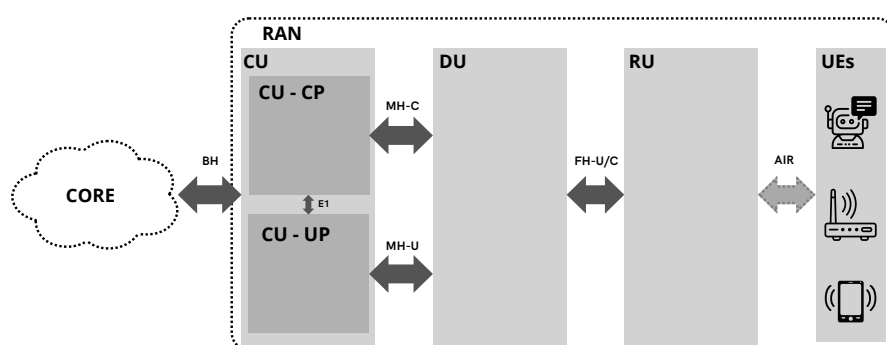 RAN
CU
DU
RU
UEs
CU - CP
MH-C
BH
FH-U/C
AIR
CORE
E1
CU - UP
MH-U